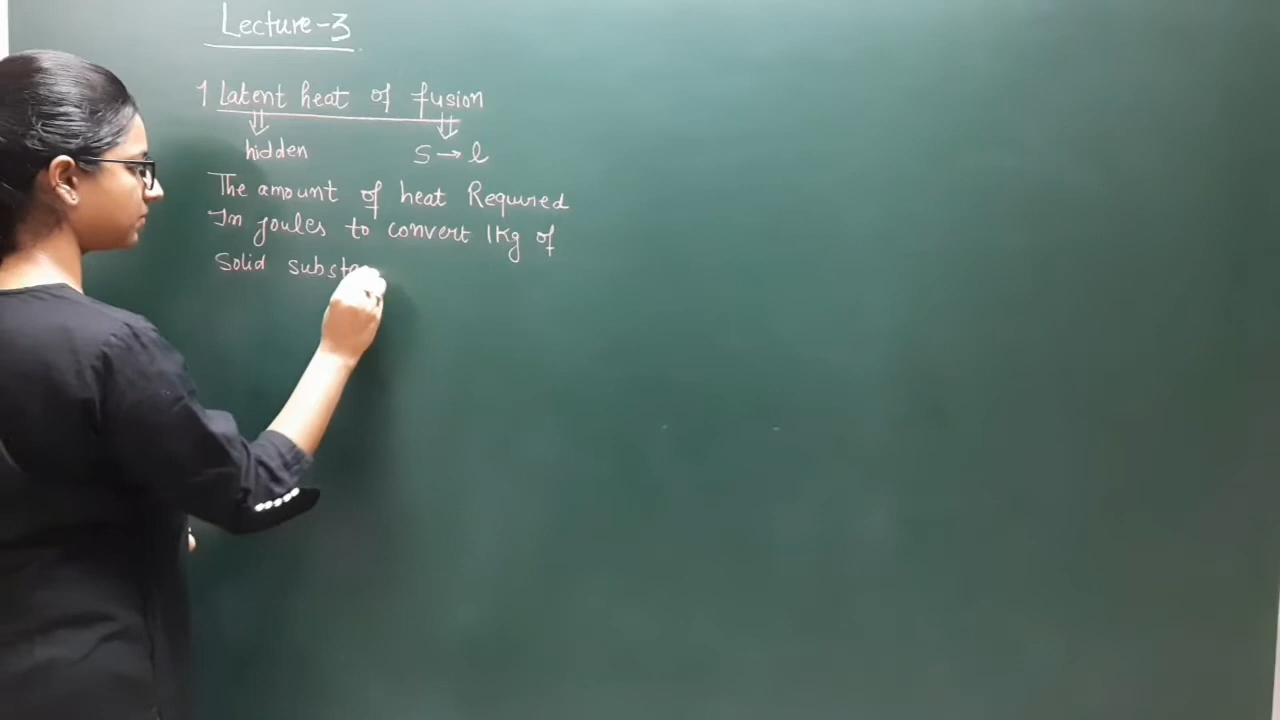 Lecture-3
1 Latent heat of fusion
hidden S→l
The amount of heat Required
In joules to convert 1Kg of
Solid substa